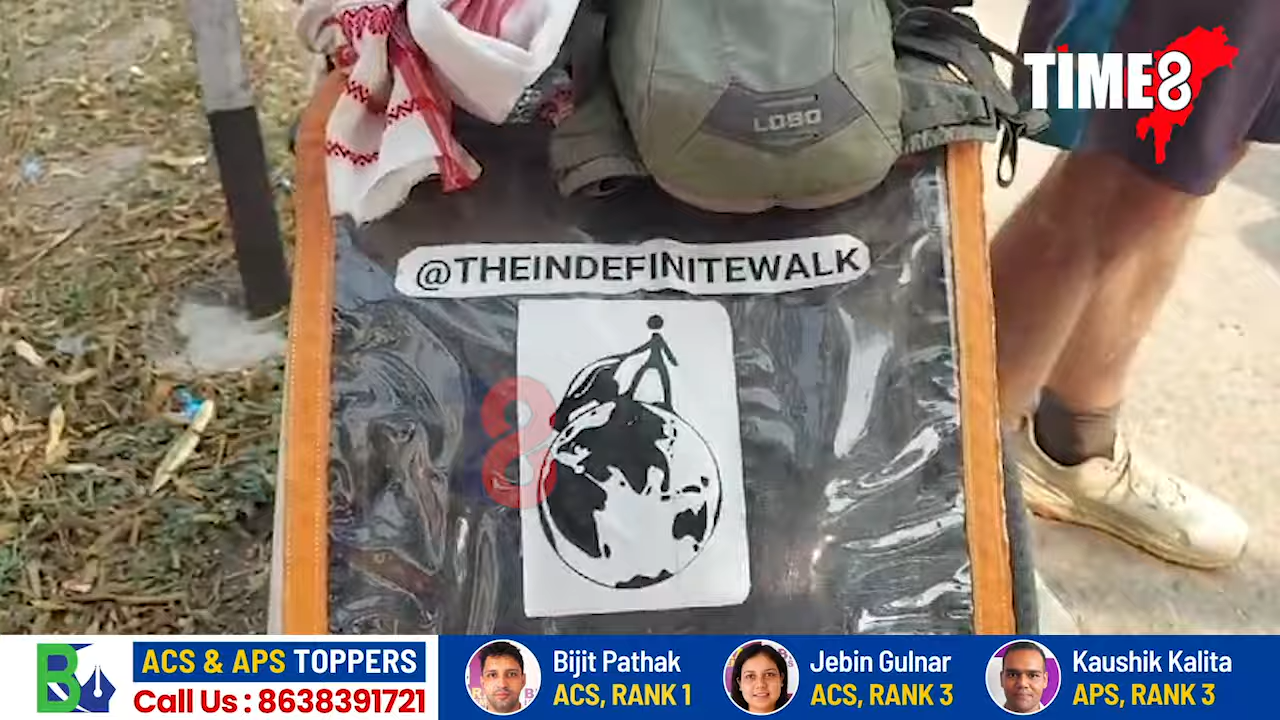 LOBO
TIME8
@THEINDEFINITEWALK
8
ACS & APS TOPPERS
Call Us : 8638391721
Bijit Pathak
ACS, RANK 1
Jebin Gulnar
ACS, RANK 3
Kaushik Kalita
APS, RANK 3